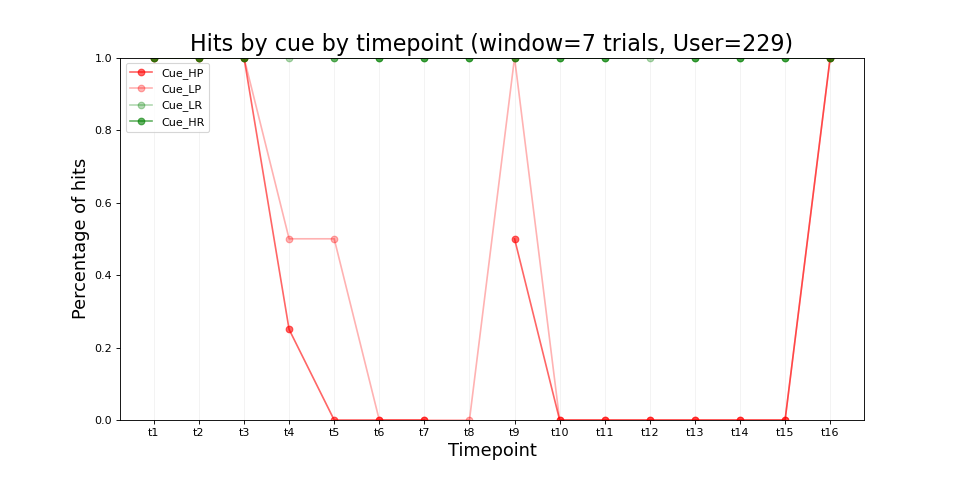 Hits by cue by timepoint (window=7 trials, User=229)
Percentage of hits
1.0
0.8
0.6
0.4
0.2
0.0
Cue_HP
Cue_LP
Cue_LR
Cue_HR
t1 t2 t3 t4 t5 t6 t7 t8 t9 t10 t11 t12 t13 t14 t15 t16
Timepoint